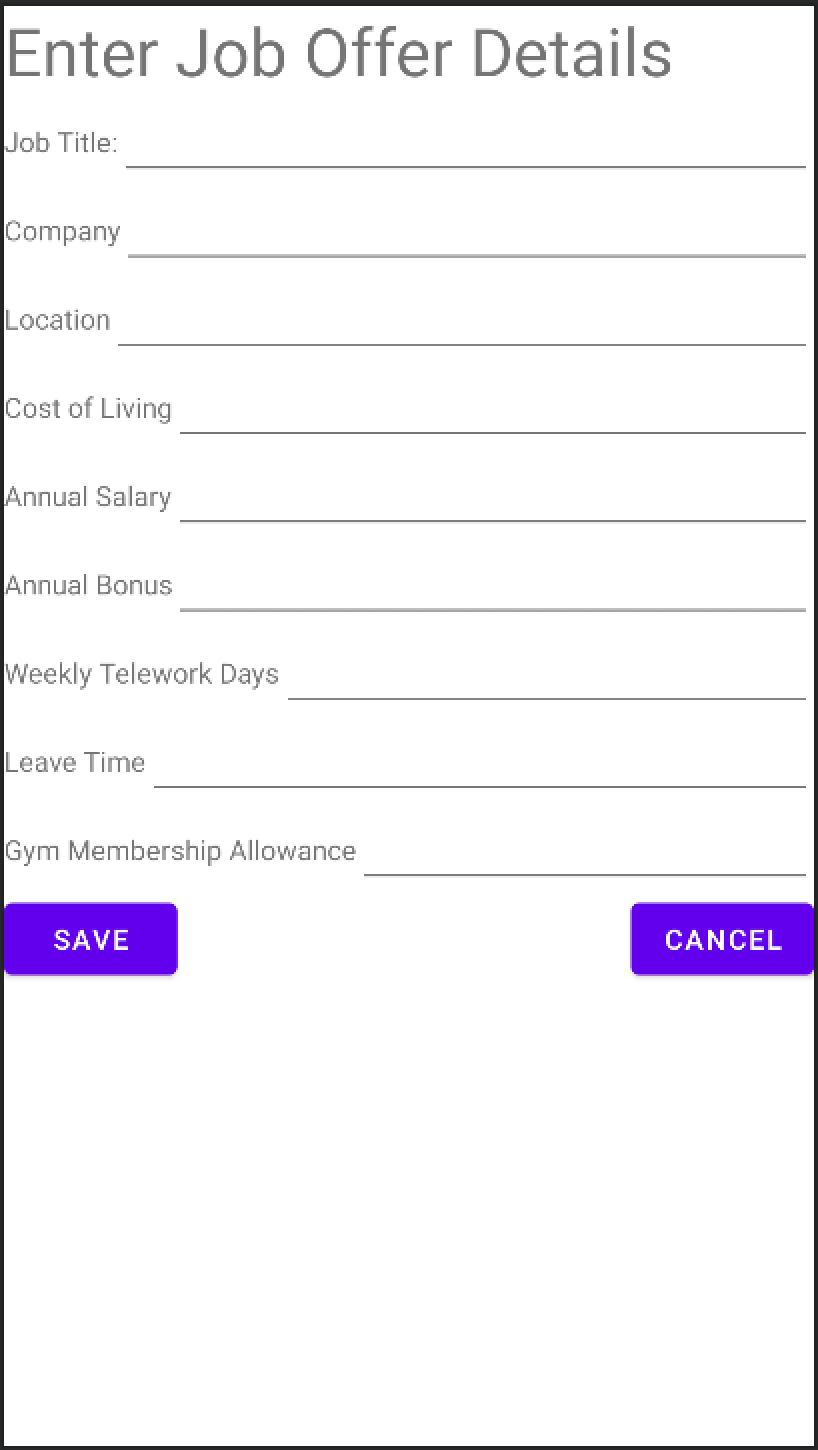 Enter Job Offer Details
Job Title:
Company
Location
Cost of Living
Annual Salary
Annual Bonus
Weekly Telework Days
Leave Time
Gym Membership Allowance
SAVE
CANCEL